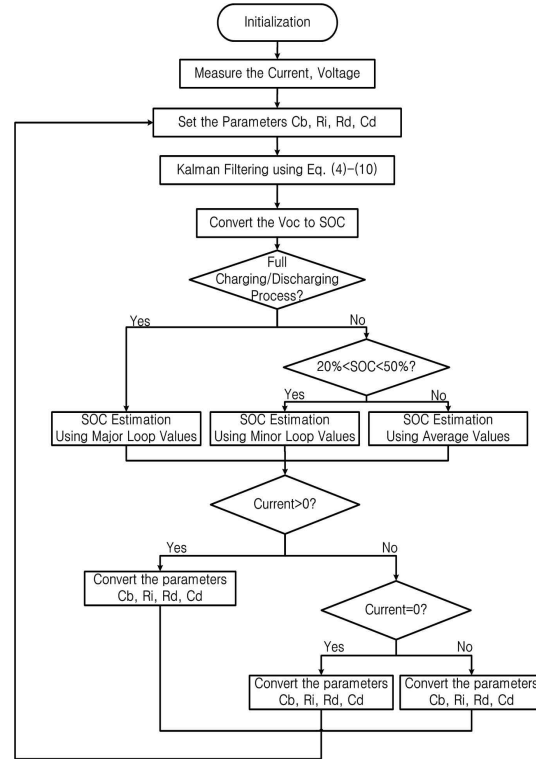 Initialization
Measure the Current, Voltage
Set the Parameters Cb, Ri, Rd, Cd
Kalman Filtering using Eq. (4)-(10)
Convert the Voc to SOC
Full
Charging/Discharging
Process?
Yes
No
20%<SOC<50%?
Yes
No
SOC Estimation
Using Major Loop Values
SOC Estimation
Using Minor Loop Values
SOC Estimation
Using Average Values
Current>0?
Yes
No
Convert the parameters
Cb, Ri, Rd, Cd
Current=0?
Yes
No
Convert the parameters
Cb, Ri, Rd, Cd
Convert the parameters
Cb, Ri, Rd, Cd